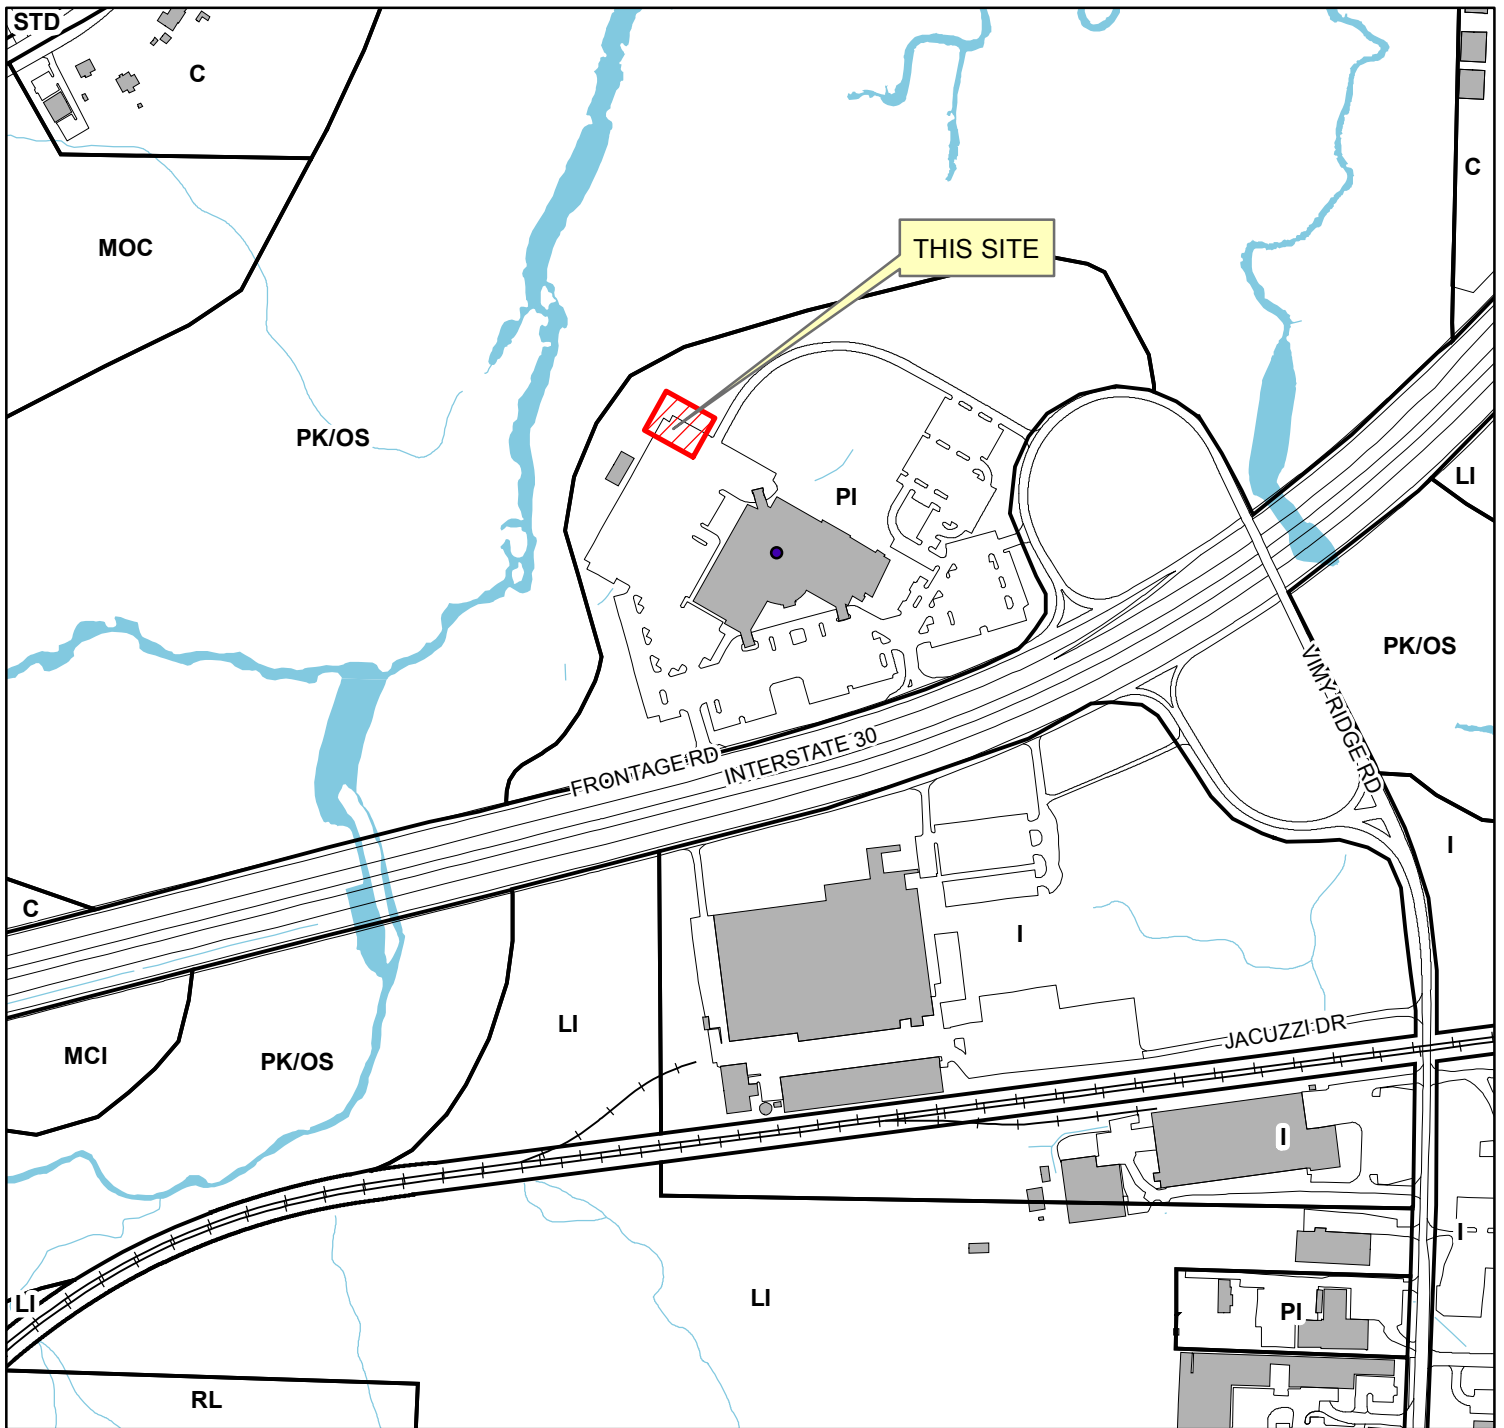 STD
C
C
MOC
THIS SITE
PK/OS
PI
LI
PK/OS
VIMY RIDGE RD
FRONTAGE RD
INTERSTATE 30
I
C
I
LI
JACUZZI DR
MCI
PK/OS
I
I
LI
LI
PI
RL